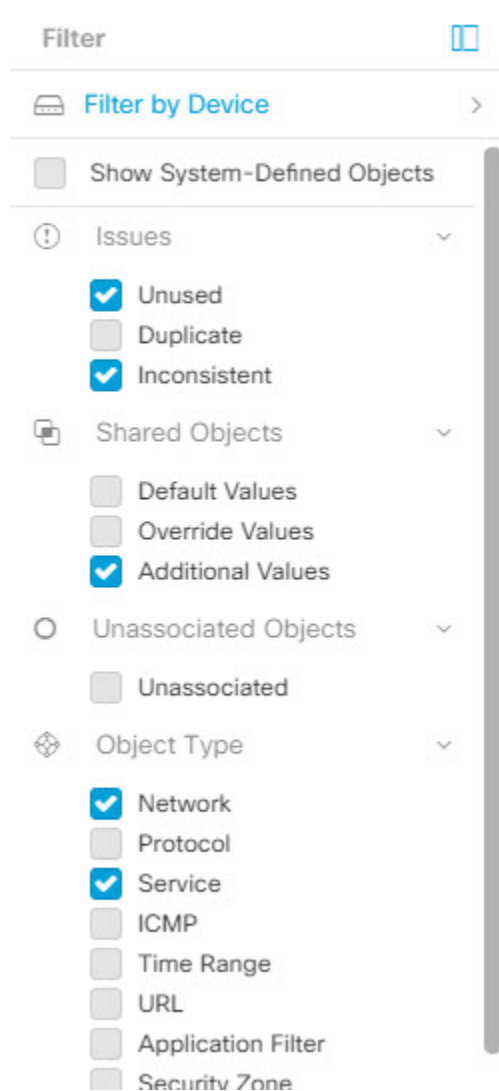 Filter
Filter by Device
Show System-Defined Objects
Issues
Unused
Duplicate
Inconsistent
Shared Objects
Default Values
Override Values
Additional Values
Unassociated Objects
Unassociated
Object Type
Network
Protocol
Service
ICMP
Time Range
URL
Application Filter
Security Zone